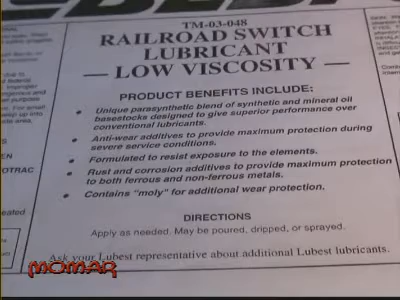 TM-03-048
RAILROAD SWITCH
LUBRICANT
— LOW VISCOSITY —
PRODUCT BENEFITS INCLUDE:
• Unique parasynthetic blend of synthetic and mineral oil
basestocks designed to give superior performance over
conventional lubricants.
• Anti-wear additives to provide maximum protection during
severe service conditions.
• Formulated to resist exposure to the elements.
• Rust and corrosion additives to provide maximum protection
to both ferrous and non-ferrous metals.
• Contains "moly" for additional wear protection.
DIRECTIONS
Apply as needed. May be poured, dripped, or sprayed.
Ask your Lubest representative about additional Lubest lubricants.
MOMAR